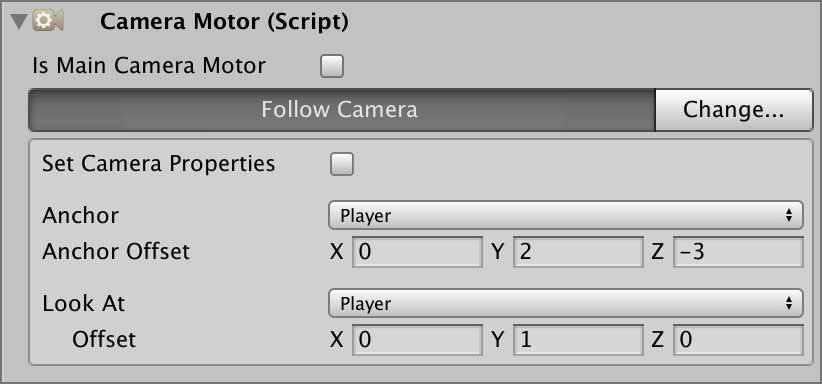 Camera Motor (Script)
Is Main Camera Motor
Follow Camera Change...
Set Camera Properties
Anchor Player
Anchor Offset X 0 Y 2 Z -3
Look At Player
Offset X 0 Y 1 Z 0